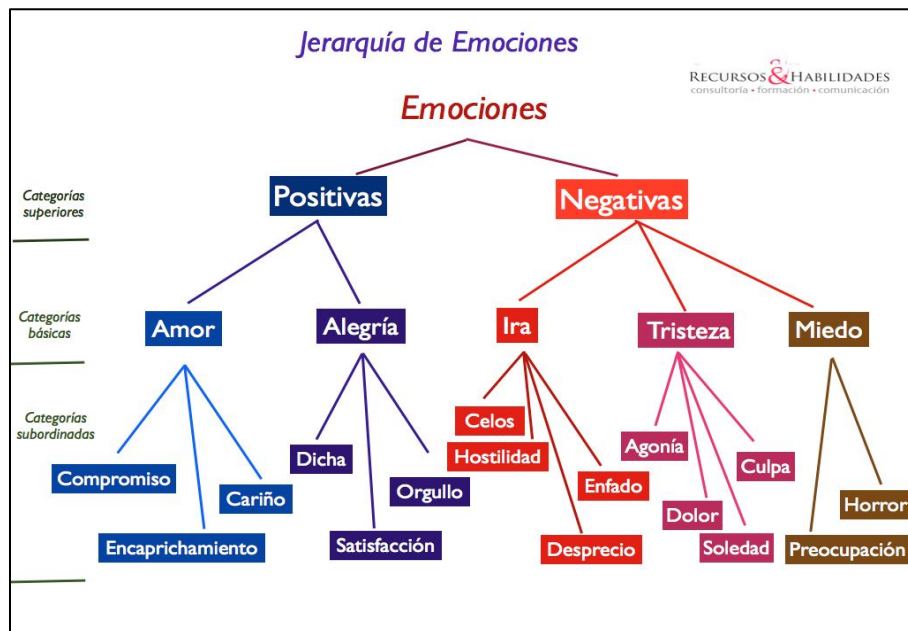 Jerarquía de Emociones
RECURSOS&HABILIDADES
consultoría • formación • comunicación
Emociones
Categorías
superiores
Positivas
Negativas
Categorías
básicas
Amor
Alegría
Ira
Tristeza
Miedo
Categorías
subordinadas
Compromiso
Encaprichamiento
Cariño
Dicha
Satisfacción
Orgullo
Celos
Hostilidad
Desprecio
Enfado
Agonía
Dolor
Soledad
Culpa
Preocupación
Horror